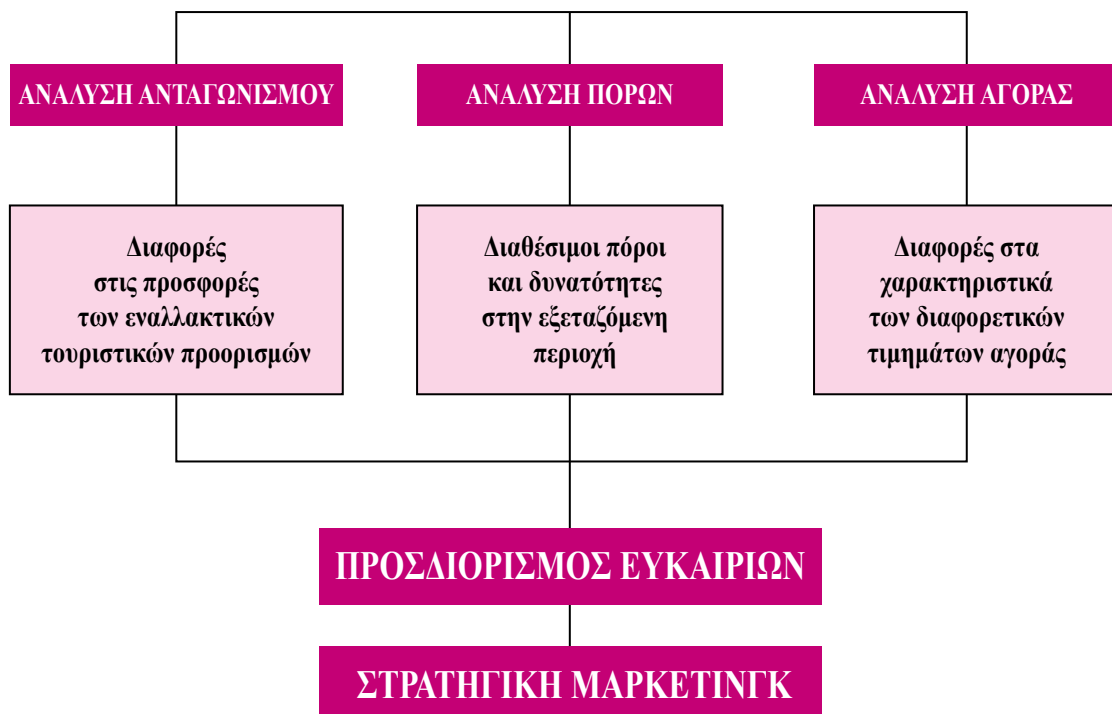 ΑΝΑΛΥΣΗ ΑΝΤΑΓΩΝΙΣΜΟΥ
ΑΝΑΛΥΣΗ ΠΟΡΩΝ
ΑΝΑΛΥΣΗ ΑΓΟΡΑΣ
Διαφορές
στις προσφορές
των εναλλακτικών
τουριστικών προορισμών
Διαθέσιμοι πόροι
και δυνατότητες
στην εξεταζόμενη
περιοχή
Διαφορές στα
χαρακτηριστικά
των διαφορετικών
τιμημάτων αγοράς
ΠΡΟΣΔΙΟΡΙΣΜΟΣ ΕΥΚΑΙΡΙΩΝ
ΣΤΡΑΤΗΓΙΚΗ ΜΑΡΚΕΤΙΝΓΚ